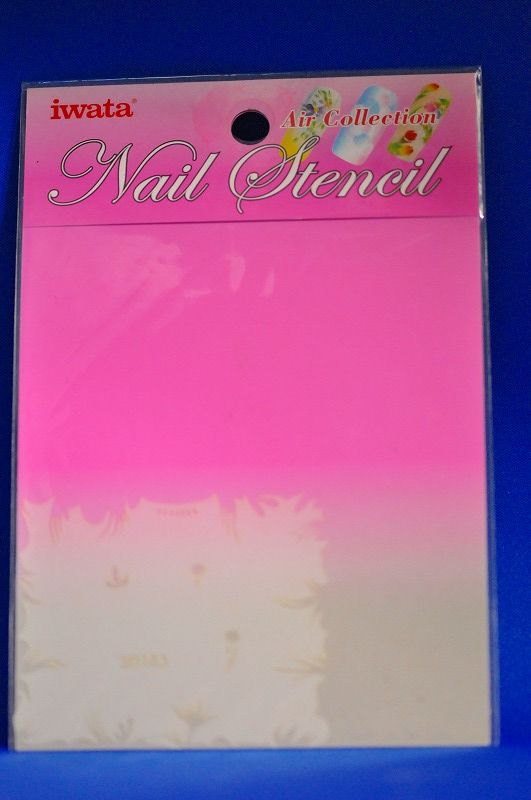 iwata®
Air Collection
Nail Stencil